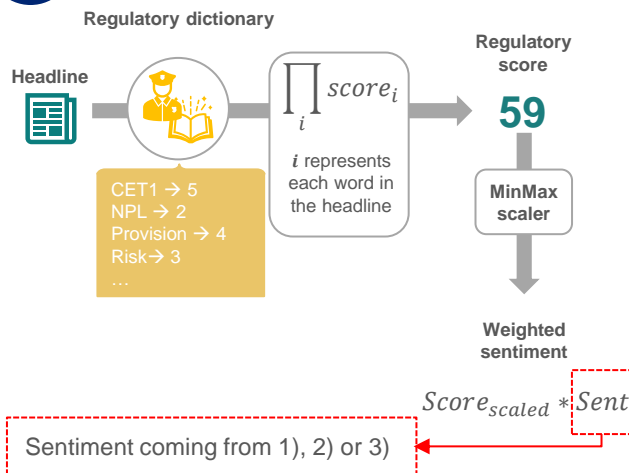 Regulatory dictionary
Headline
CET1 → 5
NPL → 2
Provision → 4
Risk→ 3
…
∏ score_i
i
i represents
each word in
the headline
Regulatory
score
59
MinMax
scaler
Weighted
sentiment
Score_scaled * Sent
Sentiment coming from 1), 2) or 3)